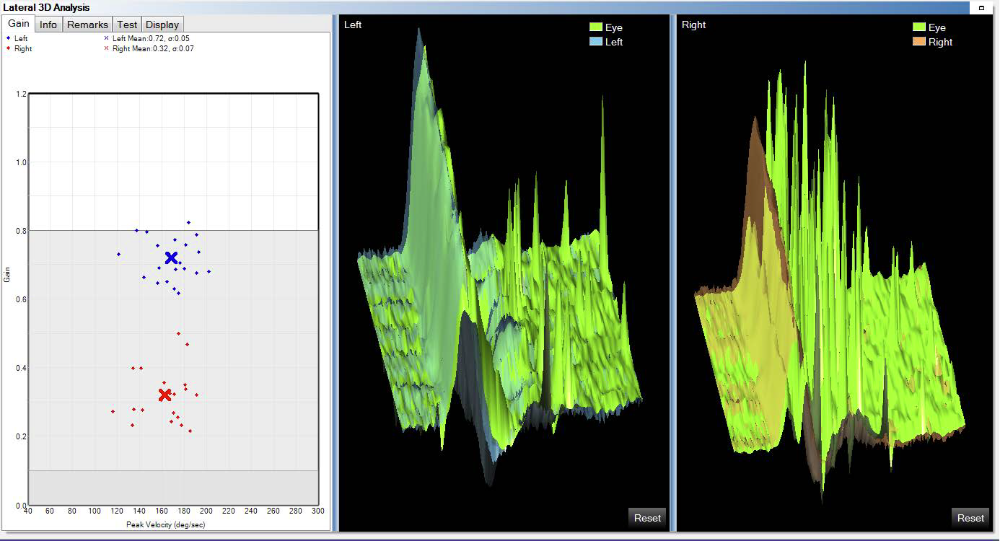 Lateral 3D Analysis
Gain Info Remarks Test Display
Left × Left Mean:0.72, σ:0.05
Right × Right Mean:0.32, σ:0.07
1.2
1.0
0.8
0.6
0.4
0.2
0.0
Gain
40 60 80 100 120 140 160 180 200 220 240 260 280 300
Peak Velocity (deg/sec)
Left
Eye
Left
Reset
Right
Eye
Right
Reset